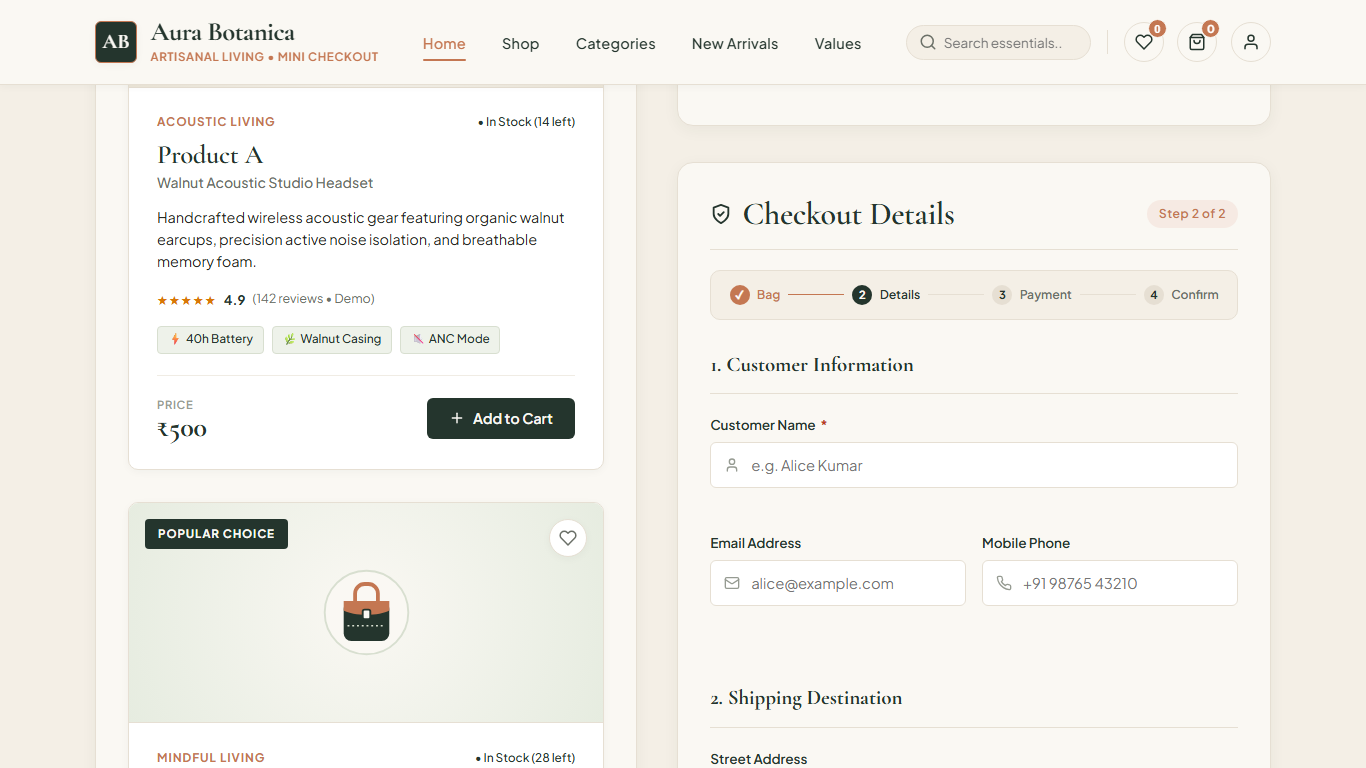 AB
Aura Botanica
ARTISANAL LIVING • MINI CHECKOUT
Home
Shop
Categories
New Arrivals
Values
Search essentials..
0
0
ACOUSTIC LIVING
• In Stock (14 left)
Product A
Walnut Acoustic Studio Headset
Handcrafted wireless acoustic gear featuring organic walnut
earcups, precision active noise isolation, and breathable
memory foam.
★★★★★ 4.9 (142 reviews • Demo)
40h Battery
Walnut Casing
ANC Mode
PRICE
₹500
+ Add to Cart
POPULAR CHOICE
MINDFUL LIVING
• In Stock (28 left)
Checkout Details
Step 2 of 2
✓ Bag
2 Details
3 Payment
4 Confirm
1. Customer Information
Customer Name *
e.g. Alice Kumar
Email Address
Mobile Phone
alice@example.com
+91 98765 43210
2. Shipping Destination
Street Address